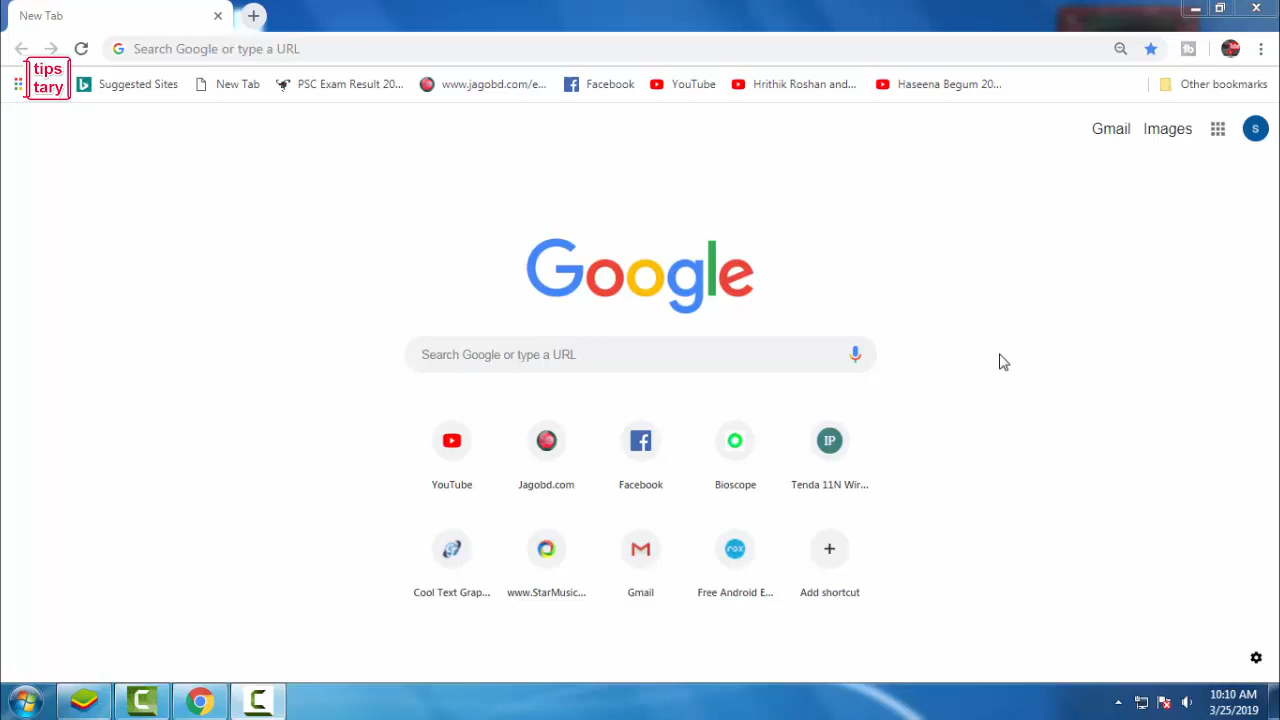 New Tab
Search Google or type a URL
tips
tary
Suggested Sites
New Tab
PSC Exam Result 20...
www.jagobd.com/e...
Facebook
YouTube
Hrithik Roshan and...
Haseena Begum 20...
Other bookmarks
Gmail
Images
s
Google
Search Google or type a URL
YouTube
Jagobd.com
Facebook
Bioscope
IP
Tenda 11N Wir...
Cool Text Grap...
www.StarMusic...
Gmail
rox
Free Android E...
Add shortcut
10:10 AM
3/25/2019